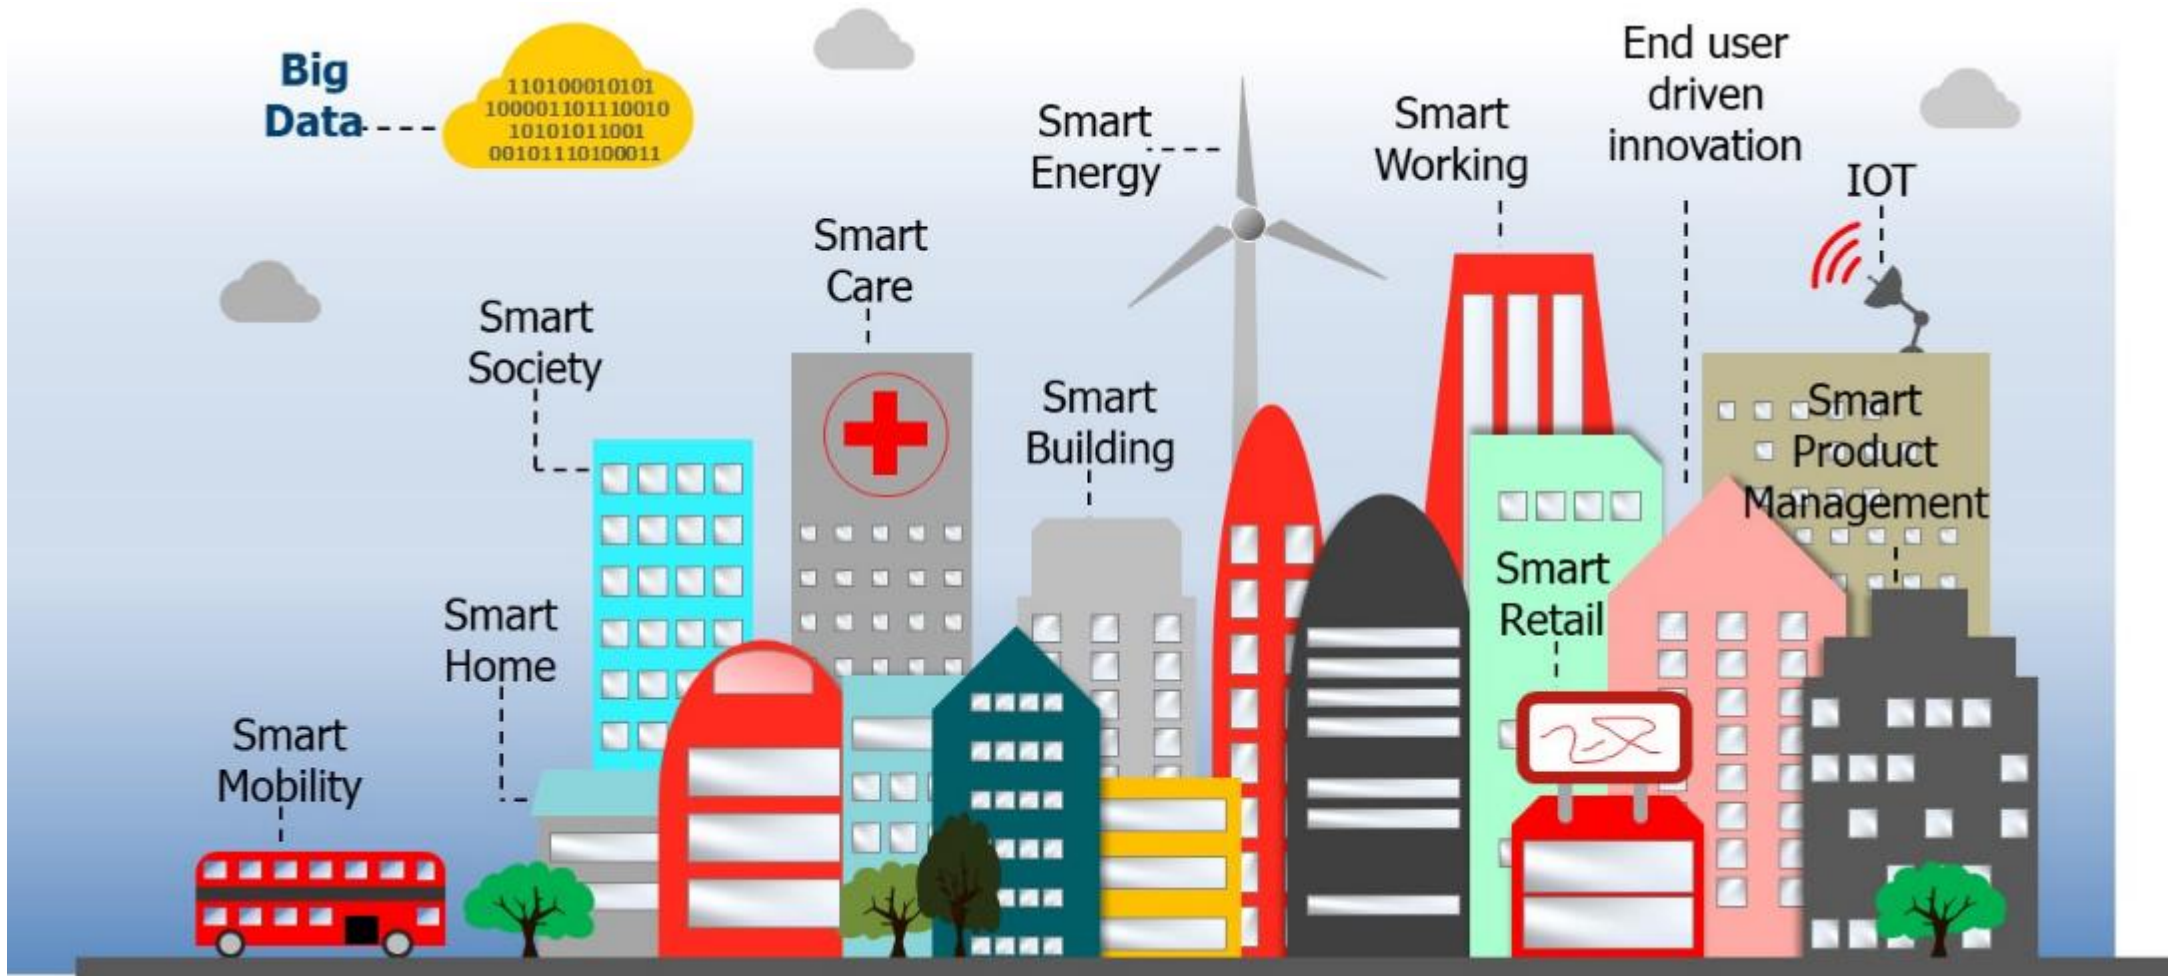 Big
Data
110100010101
100001101110010
10101011001
00101110100011
Smart
Energy
Smart
Working
End user
driven
innovation
IOT
Smart
Care
Smart
Society
Smart
Building
Smart
Product
Management
Smart
Retail
Smart
Home
Smart
Mobility